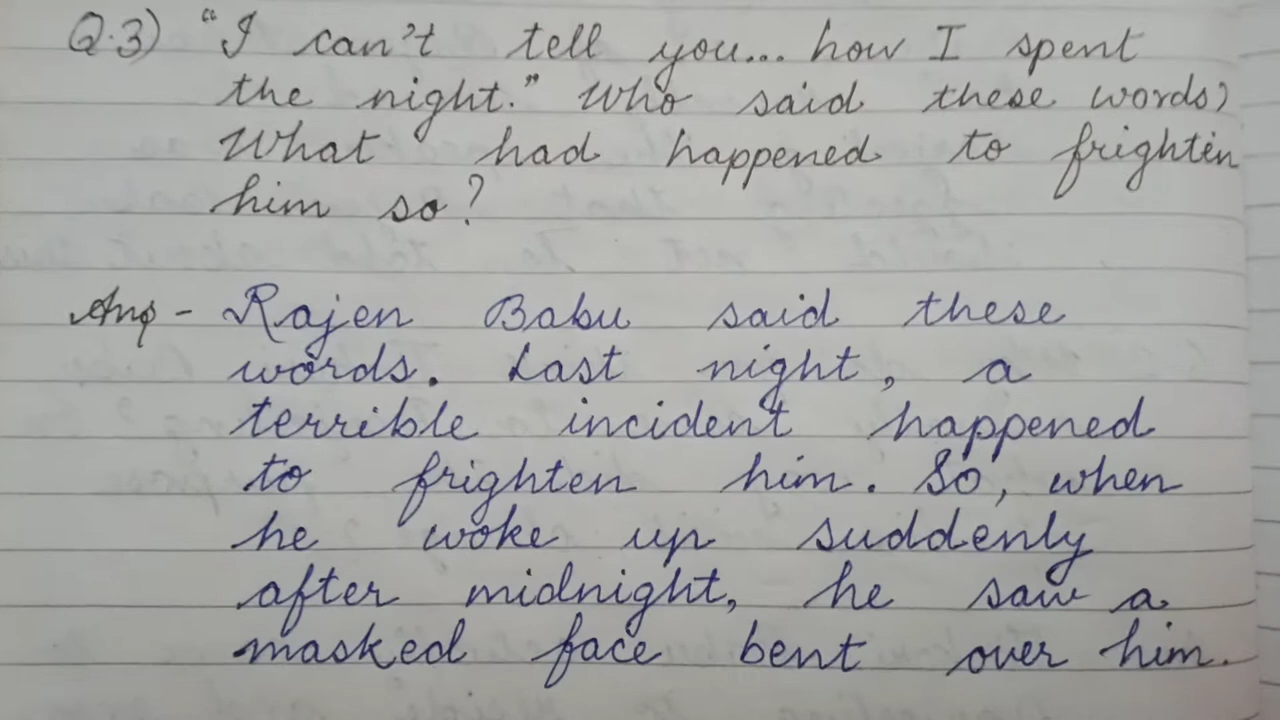 Q.3) "I can't tell you... how I spent
the night." Who said these words?
What had happened to frighten
him so?
Ans - Rajen Babu said these
words. Last night, a
terrible incident happened
to frighten him. So, when
he woke up suddenly
after midnight, he saw a
masked face bent over him.